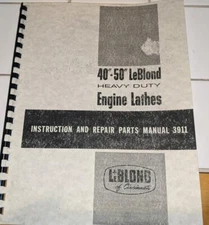 40"-50" LeBlond
HEAVY DUTY
Engine Lathes
INSTRUCTION AND REPAIR PARTS MANUAL 3911
LEBLOND
of Cincinnati